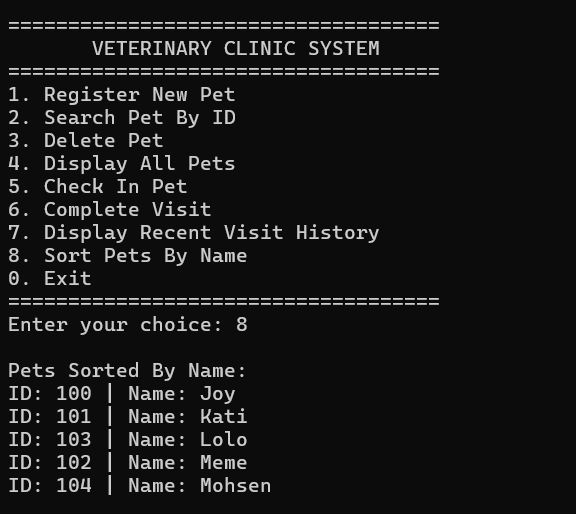 ====================================
       VETERINARY CLINIC SYSTEM
====================================
1. Register New Pet
2. Search Pet By ID
3. Delete Pet
4. Display All Pets
5. Check In Pet
6. Complete Visit
7. Display Recent Visit History
8. Sort Pets By Name
0. Exit
====================================
Enter your choice: 8

Pets Sorted By Name:
ID: 100 | Name: Joy
ID: 101 | Name: Kati
ID: 103 | Name: Lolo
ID: 102 | Name: Meme
ID: 104 | Name: Mohsen